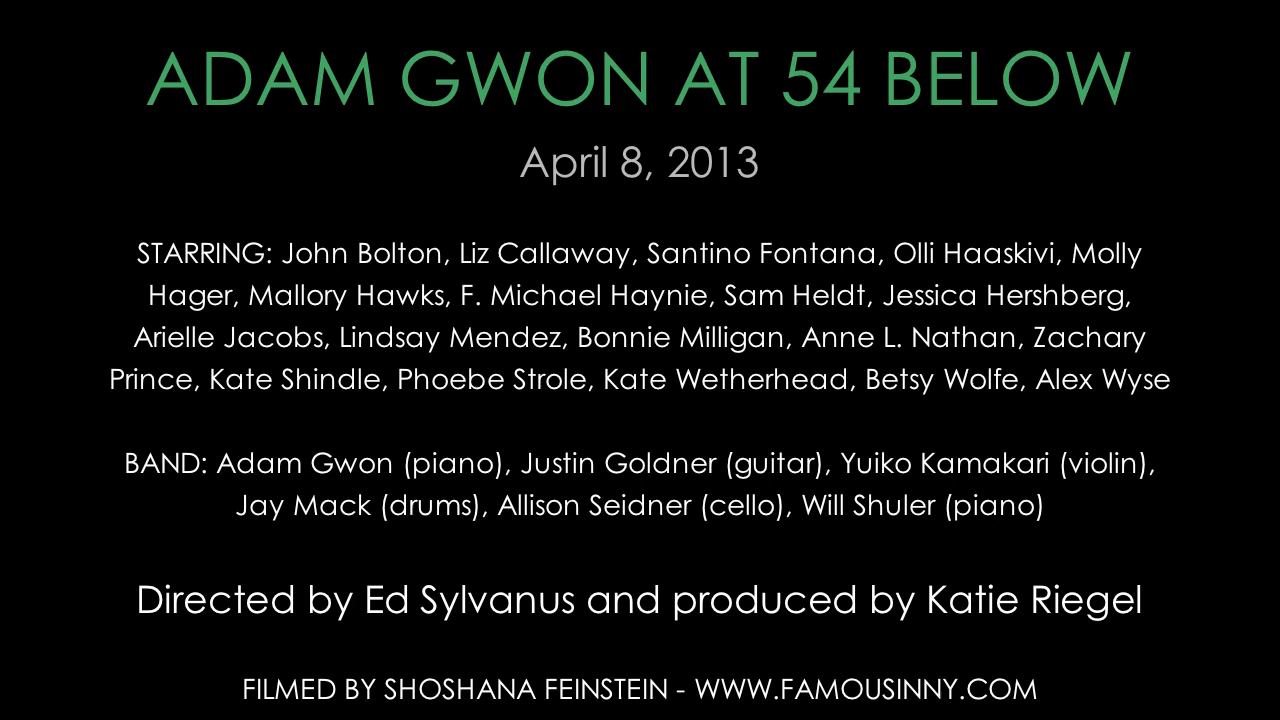 ADAM GWON AT 54 BELOW
April 8, 2013
STARRING: John Bolton, Liz Callaway, Santino Fontana, Olli Haaskivi, Molly
Hager, Mallory Hawks, F. Michael Haynie, Sam Heldt, Jessica Hershberg,
Arielle Jacobs, Lindsay Mendez, Bonnie Milligan, Anne L. Nathan, Zachary
Prince, Kate Shindle, Phoebe Strole, Kate Wetherhead, Betsy Wolfe, Alex Wyse
BAND: Adam Gwon (piano), Justin Goldner (guitar), Yuiko Kamakari (violin),
Jay Mack (drums), Allison Seidner (cello), Will Shuler (piano)
Directed by Ed Sylvanus and produced by Katie Riegel
FILMED BY SHOSHANA FEINSTEIN - WWW.FAMOUSINNY.COM